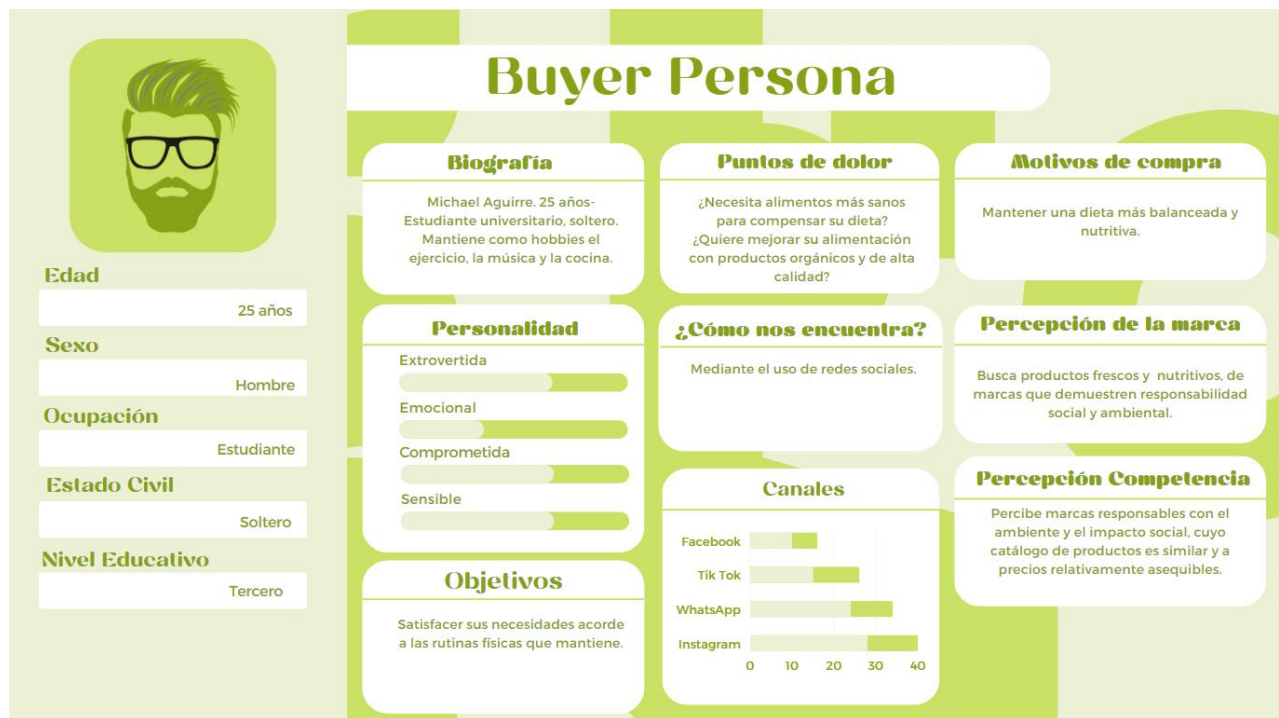 Buyer Persona
Edad
25 años
Sexo
Hombre
Ocupación
Estudiante
Estado Civil
Soltero
Nivel Educativo
Tercero
Biografía
Michael Aguirre. 25 años-
Estudiante universitario, soltero.
Mantiene como hobbies el
ejercicio, la música y la cocina.
Personalidad
Extrovertida
Emocional
Comprometida
Sensible
Objetivos
Satisfacer sus necesidades acorde
a las rutinas físicas que mantiene.
Puntos de dolor
¿Necesita alimentos más sanos
para compensar su dieta?
¿Quiere mejorar su alimentación
con productos orgánicos y de alta
calidad?
¿Cómo nos encuentra?
Mediante el uso de redes sociales.
Canales
Facebook
Tik Tok
WhatsApp
Instagram
0 10 20 30 40
Motivos de compra
Mantener una dieta más balanceada y
nutritiva.
Percepción de la marca
Busca productos frescos y nutritivos, de
marcas que demuestren responsabilidad
social y ambiental.
Percepción Competencia
Percibe marcas responsables con el
ambiente y el impacto social, cuyo
catálogo de productos es similar y a
precios relativamente asequibles.